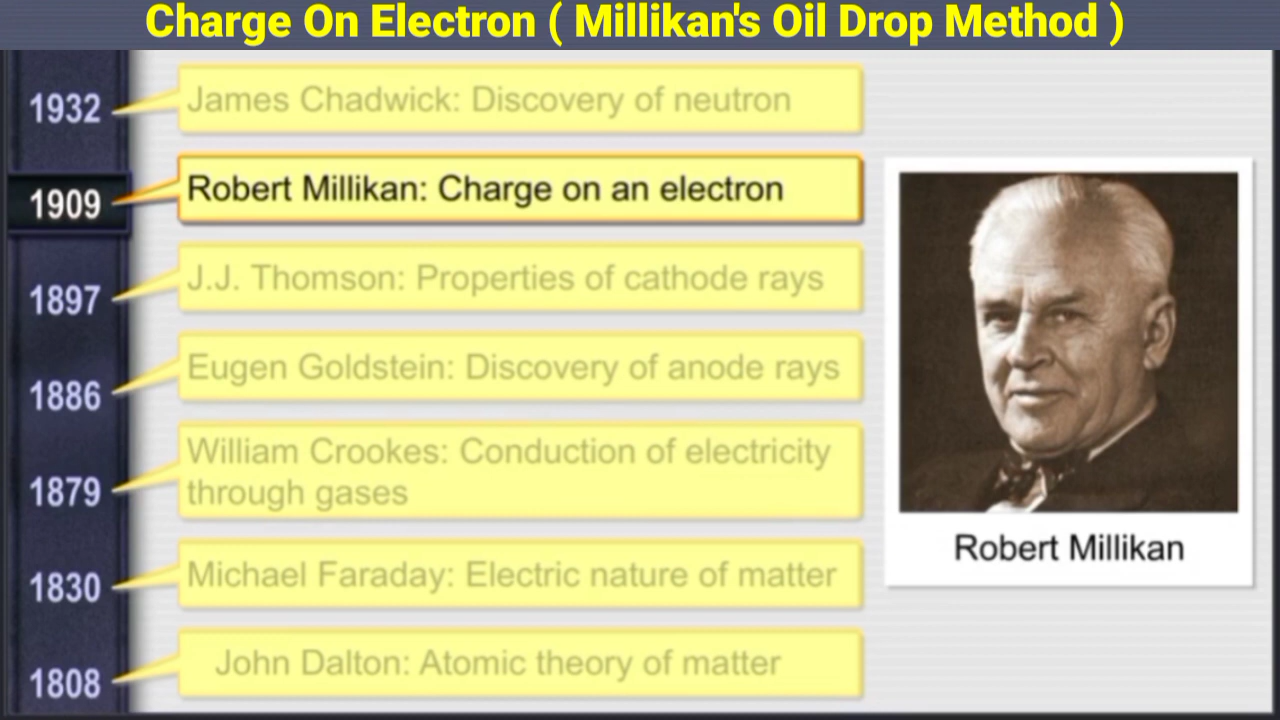 Charge On Electron ( Millikan's Oil Drop Method )
1932
James Chadwick: Discovery of neutron
1909
Robert Millikan: Charge on an electron
1897
J.J. Thomson: Properties of cathode rays
1886
Eugen Goldstein: Discovery of anode rays
1879
William Crookes: Conduction of electricity
through gases
1830
Michael Faraday: Electric nature of matter
1808
John Dalton: Atomic theory of matter
Robert Millikan